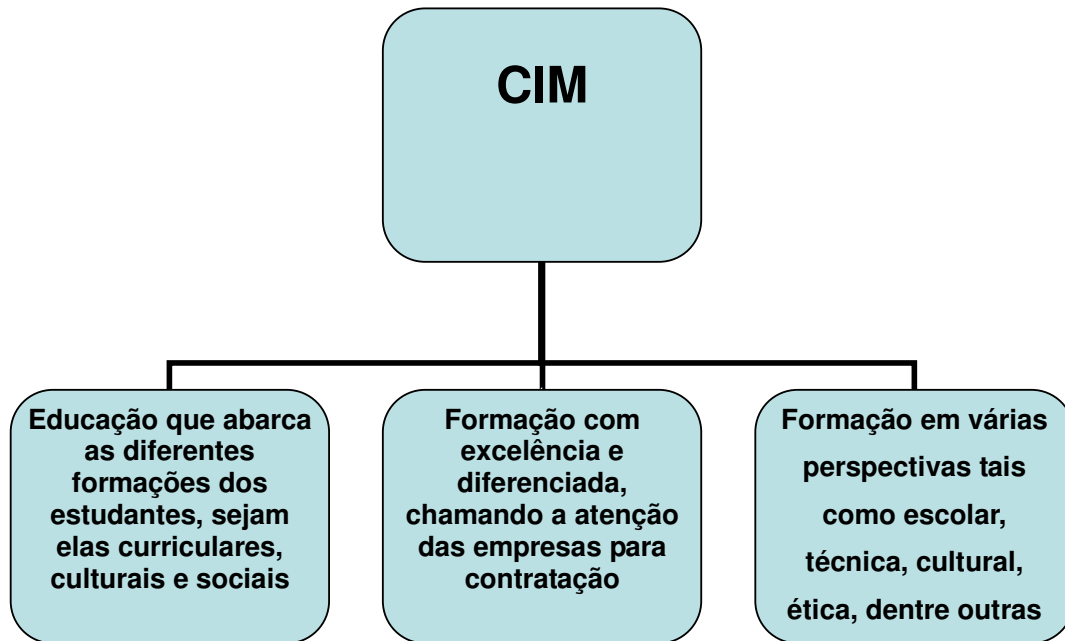 CIM
Educação que abarca
as diferentes
formações dos
estudantes, sejam
elas curriculares,
culturais e sociais
Formação com
excelência e
diferenciada,
chamando a atenção
das empresas para
contratação
Formação em várias
perspectivas tais
como escolar,
técnica, cultural,
ética, dentre outras